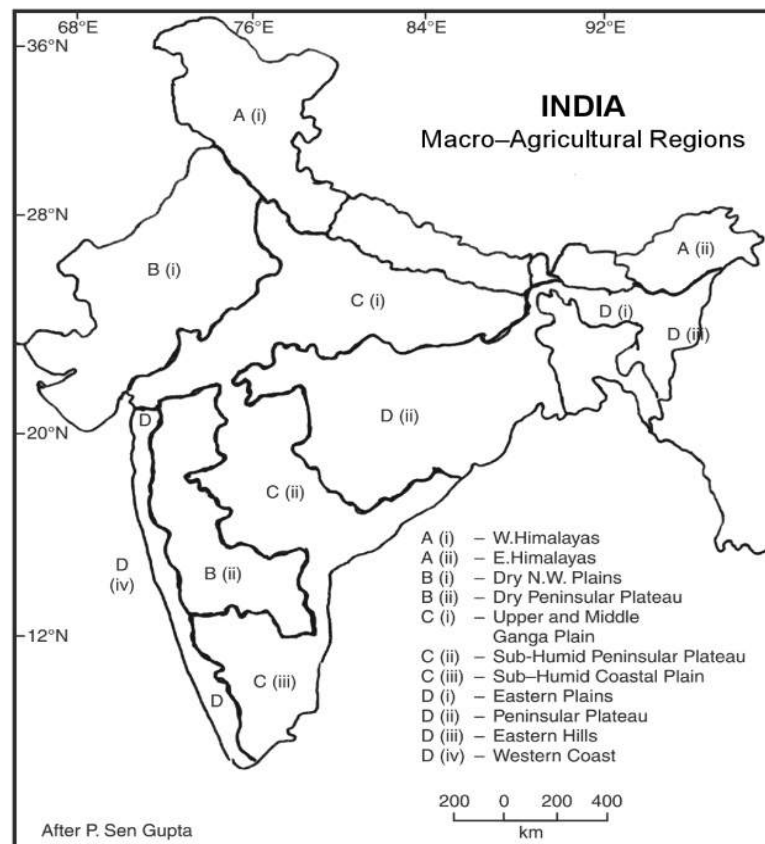 68°E 76°E 84°E 92°E
36°N
INDIA
Macro–Agricultural Regions
A (i)
28°N
A (ii)
B (i)
C (i)
D (i)
D (iii)
D
D (ii)
20°N
C (ii)
D
(iv)
B (ii)
12°N
C (iii)
D
A (i) – W.Himalayas
A (ii) – E.Himalayas
B (i) – Dry N.W. Plains
B (ii) – Dry Peninsular Plateau
C (i) – Upper and Middle
Ganga Plain
C (ii) – Sub-Humid Peninsular Plateau
C (iii) – Sub–Humid Coastal Plain
D (i) – Eastern Plains
D (ii) – Peninsular Plateau
D (iii) – Eastern Hills
D (iv) – Western Coast
200 0 200 400
km
After P. Sen Gupta